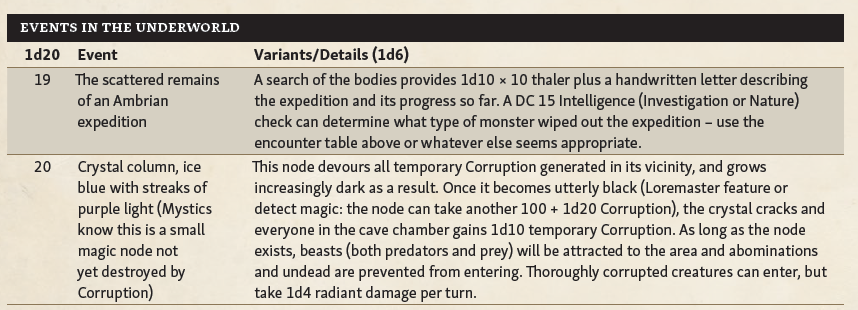 EVENTS IN THE UNDERWORLD
1d20 Event Variants/Details (1d6)
19 The scattered remains of an Ambrian expedition
A search of the bodies provides 1d10 × 10 thaler plus a handwritten letter describing
the expedition and its progress so far. A DC 15 Intelligence (Investigation or Nature)
check can determine what type of monster wiped out the expedition – use the
encounter table above or whatever else seems appropriate.
20 Crystal column, ice
blue with streaks of
purple light (Mystics
know this is a small
magic node not
yet destroyed by
Corruption)
This node devours all temporary Corruption generated in its vicinity, and grows
increasingly dark as a result. Once it becomes utterly black (Loremaster feature or
detect magic: the node can take another 100 + 1d20 Corruption), the crystal cracks and
everyone in the cave chamber gains 1d10 temporary Corruption. As long as the node
exists, beasts (both predators and prey) will be attracted to the area and abominations
and undead are prevented from entering. Thoroughly corrupted creatures can enter, but
take 1d4 radiant damage per turn.